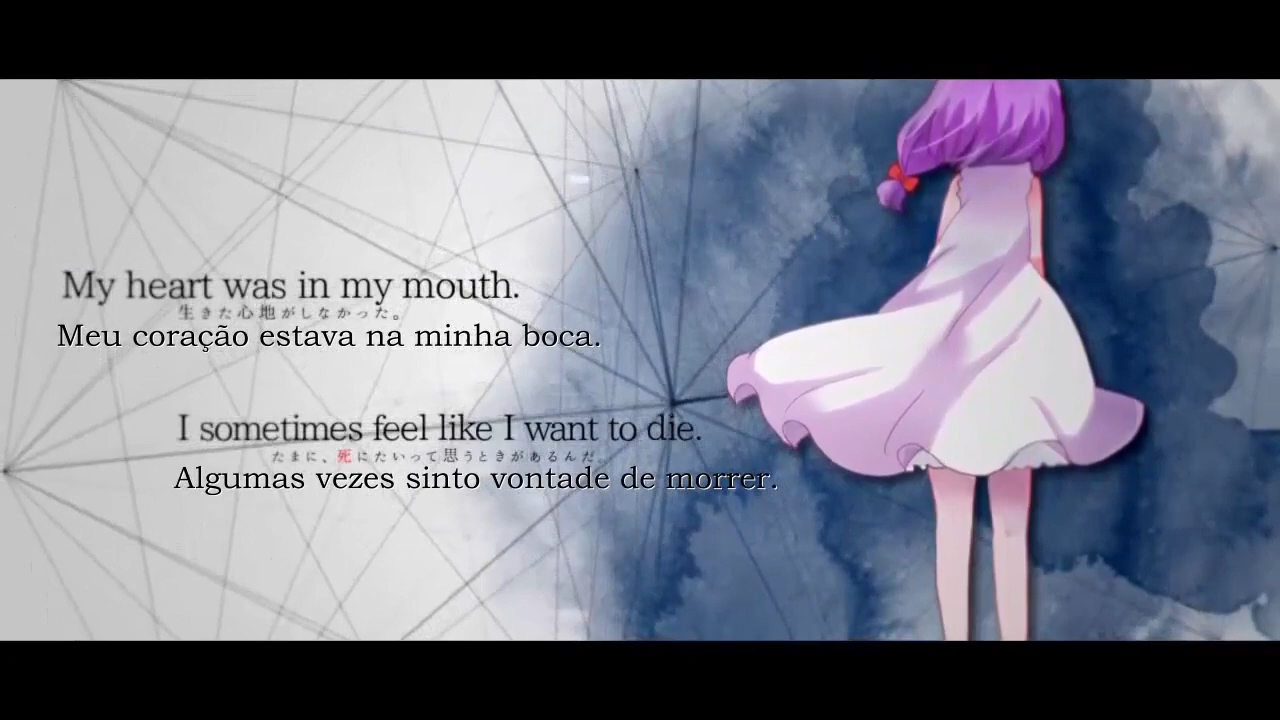 My heart was in my mouth.
生きた心地がしなかった。
Meu coração estava na minha boca.
I sometimes feel like I want to die.
たまに、死にたいって思うときがあるんだ。
Algumas vezes sinto vontade de morrer.